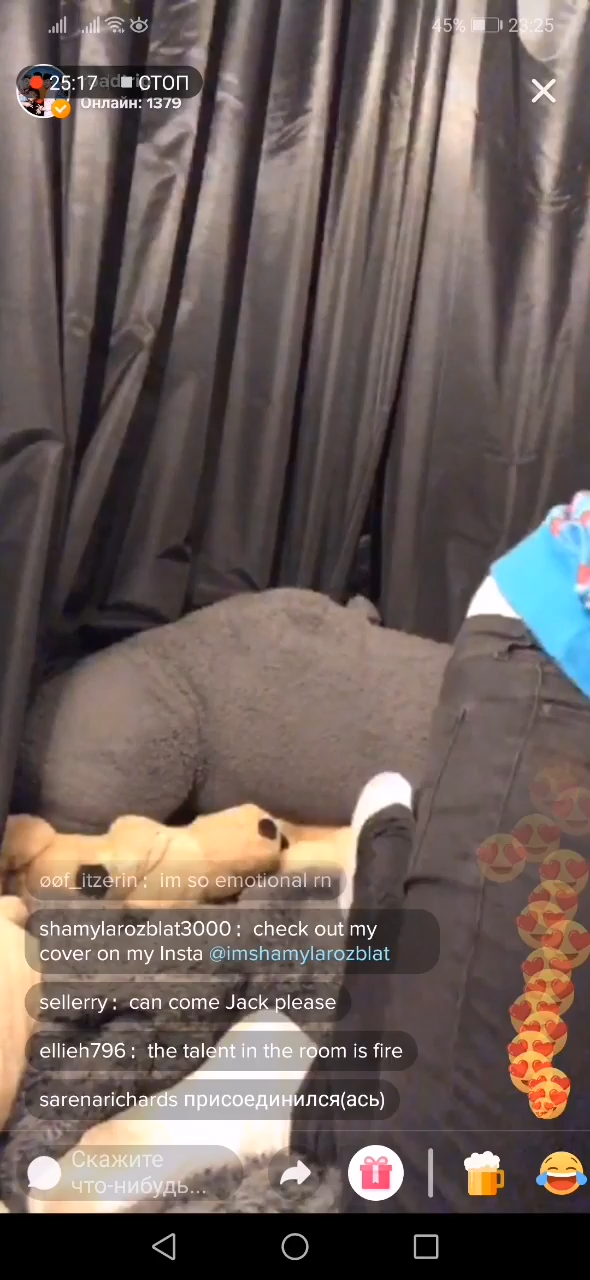 45% 23:25
25:17 СТОП
Онлайн: 1379
øøf_itzerin : im so emotional rn
shamylarozblat3000 : check out my
cover on my Insta @imshamylarozblat
sellerry : can come Jack please
ellieh796 : the talent in the room is fire
sarenarichards присоединился(ась)
Скажите
что-нибудь...